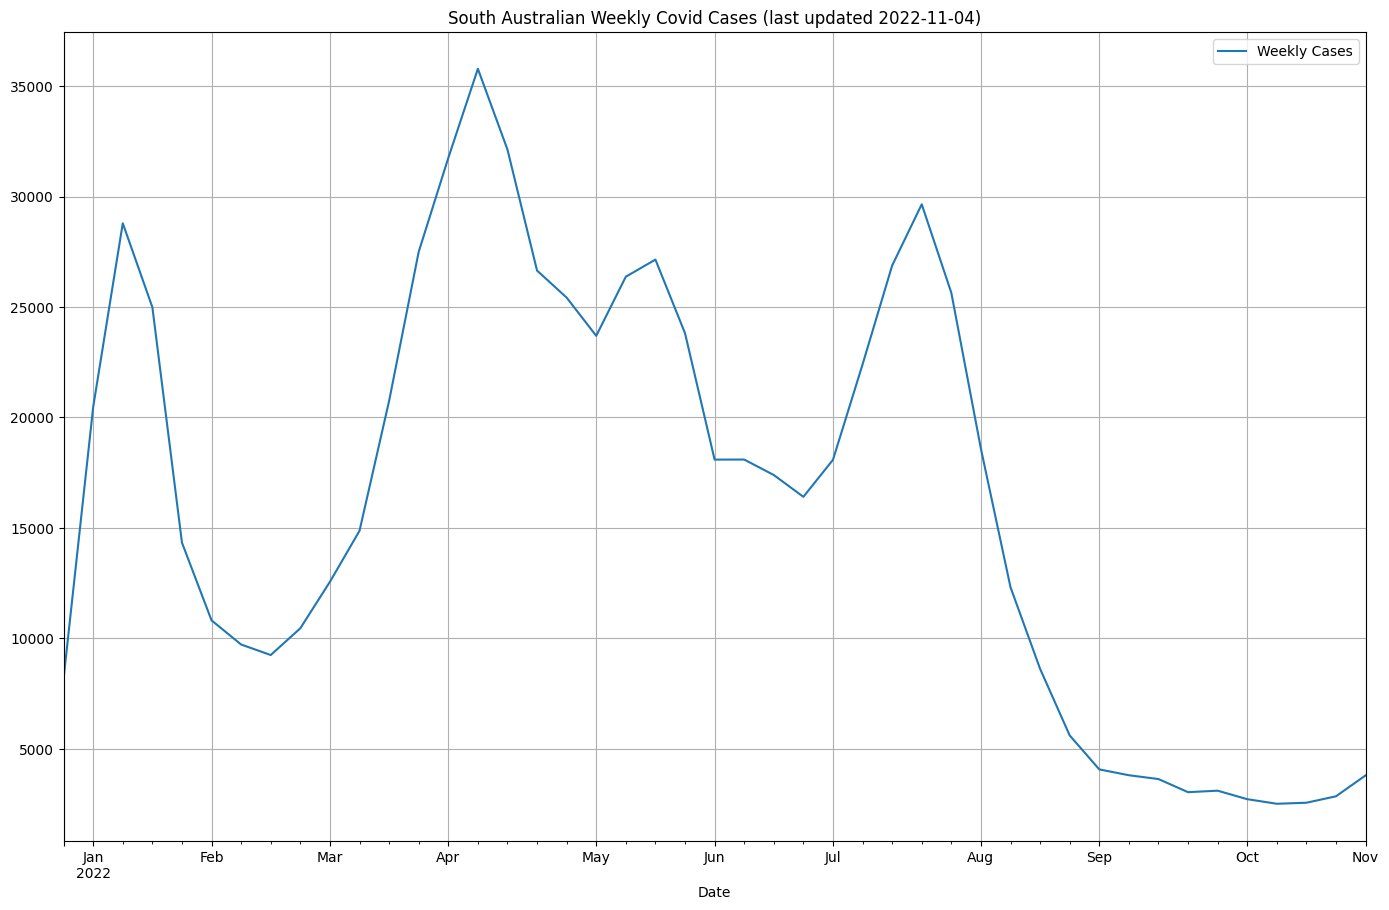 South Australian Weekly Covid Cases (last updated 2022-11-04)
Weekly Cases
35000
30000
25000
20000
15000
10000
5000
Jan Feb Mar Apr May Jun Jul Aug Sep Oct Nov
2022
Date